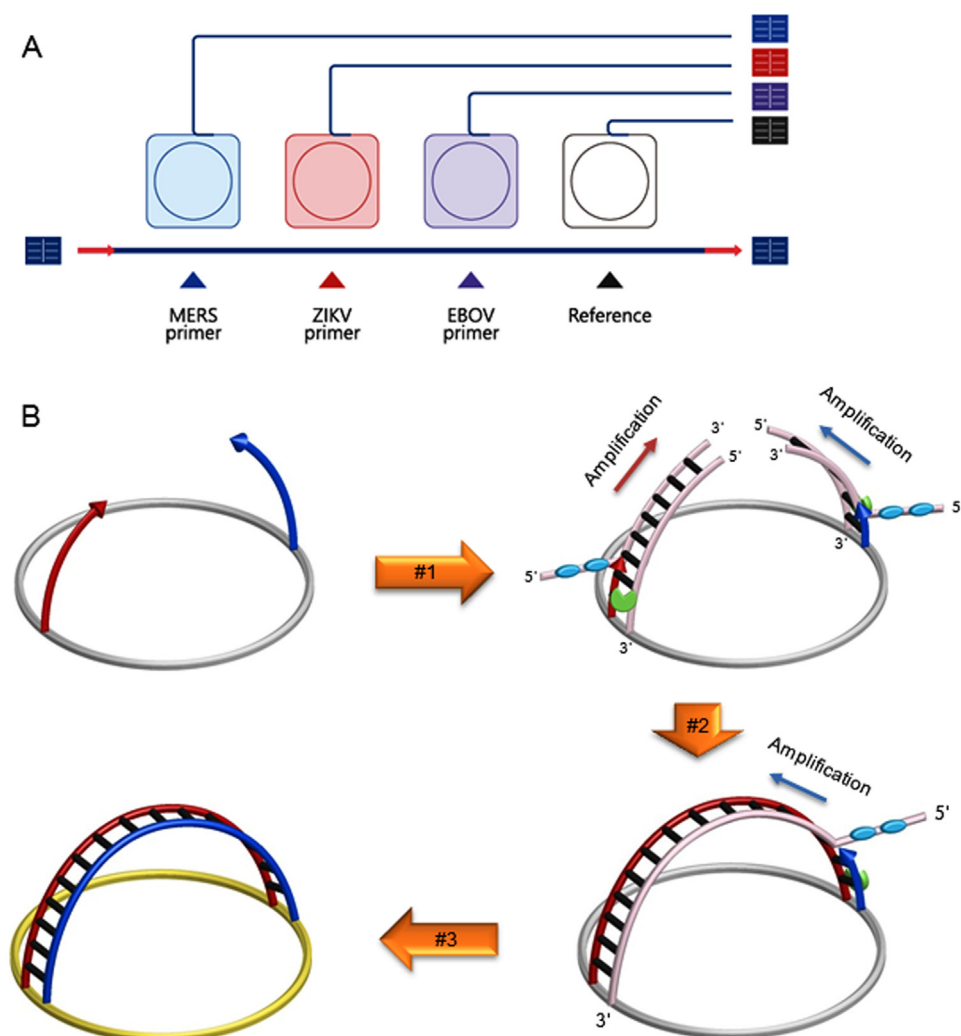 A
MERS
primer
ZIKV
primer
EBOV
primer
Reference
B
Amplification
3'
5'
5'
3'
Amplification
5'
3'
5'
3'
#1
#2
Amplification
5'
3'
#3